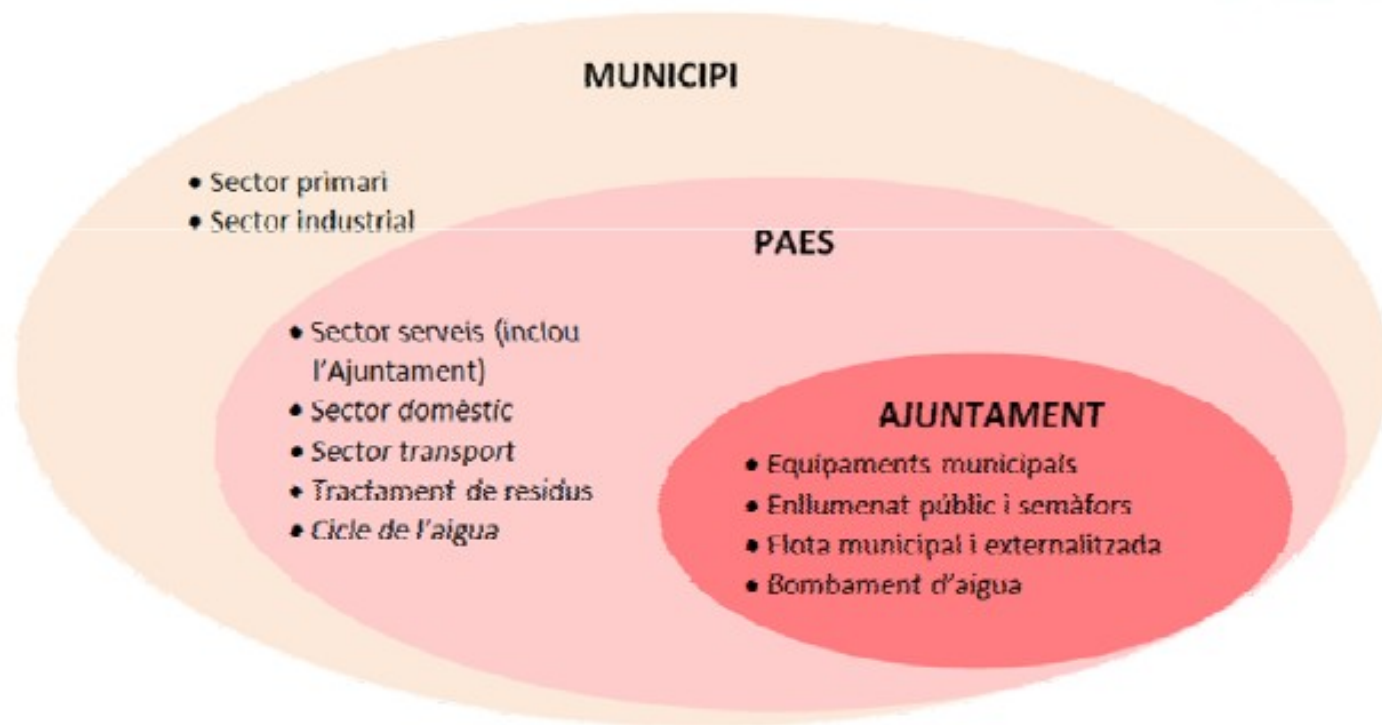 MUNICIPI
• Sector primari
• Sector industrial
PAES
• Sector serveis (inclou
l'Ajuntament)
• Sector domèstic
• Sector transport
• Tractament de residus
• Cicle de l'aigua
AJUNTAMENT
• Equipaments municipals
• Enllumenat públic i semàfors
• Flota municipal i externalitzada
• Bombament d'aigua